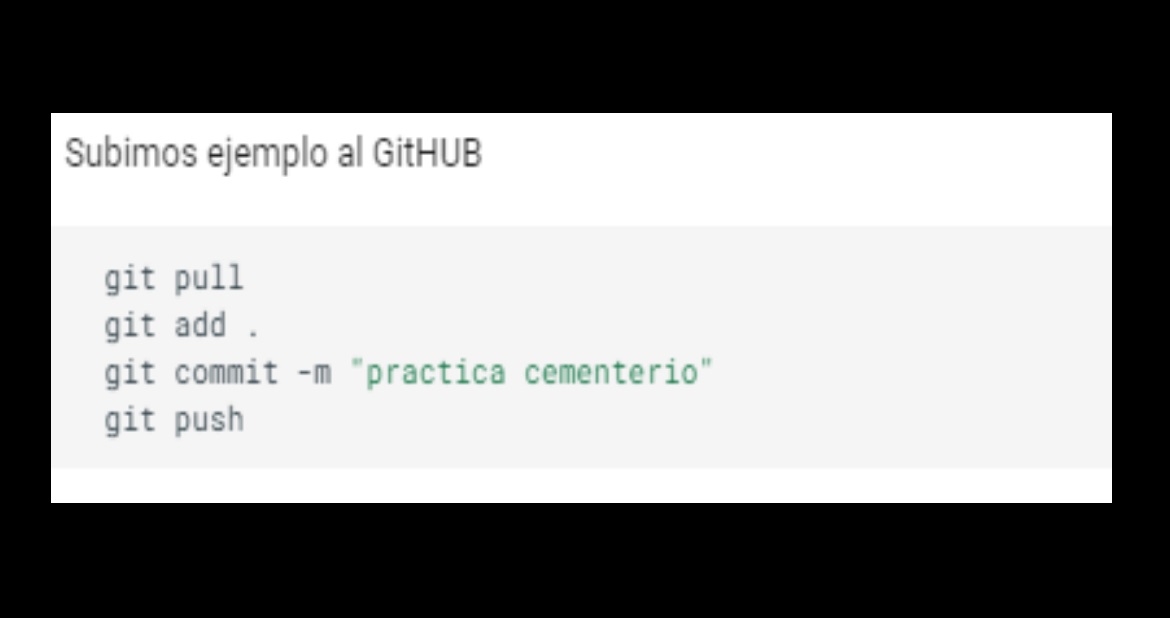 Subimos ejemplo al GitHUB
git pull
git add .
git commit -m "practica cementerio"
git push